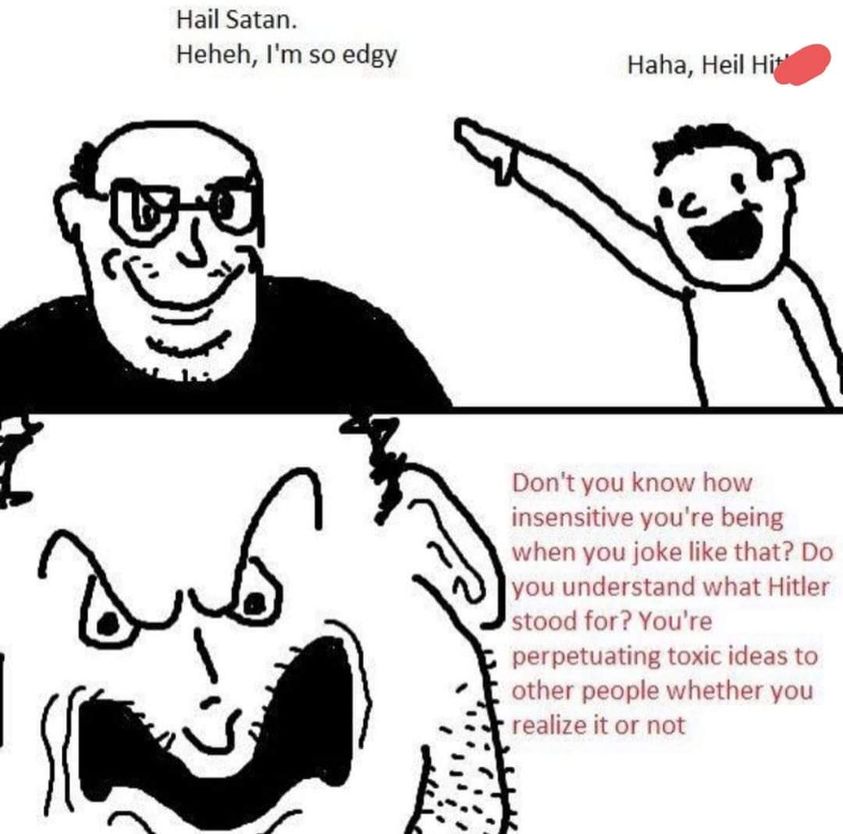 Hail Satan.
Heheh, I'm so edgy
Haha, Heil Hit
Don't you know how
insensitive you're being
when you joke like that? Do
you understand what Hitler
stood for? You're
perpetuating toxic ideas to
other people whether you
realize it or not